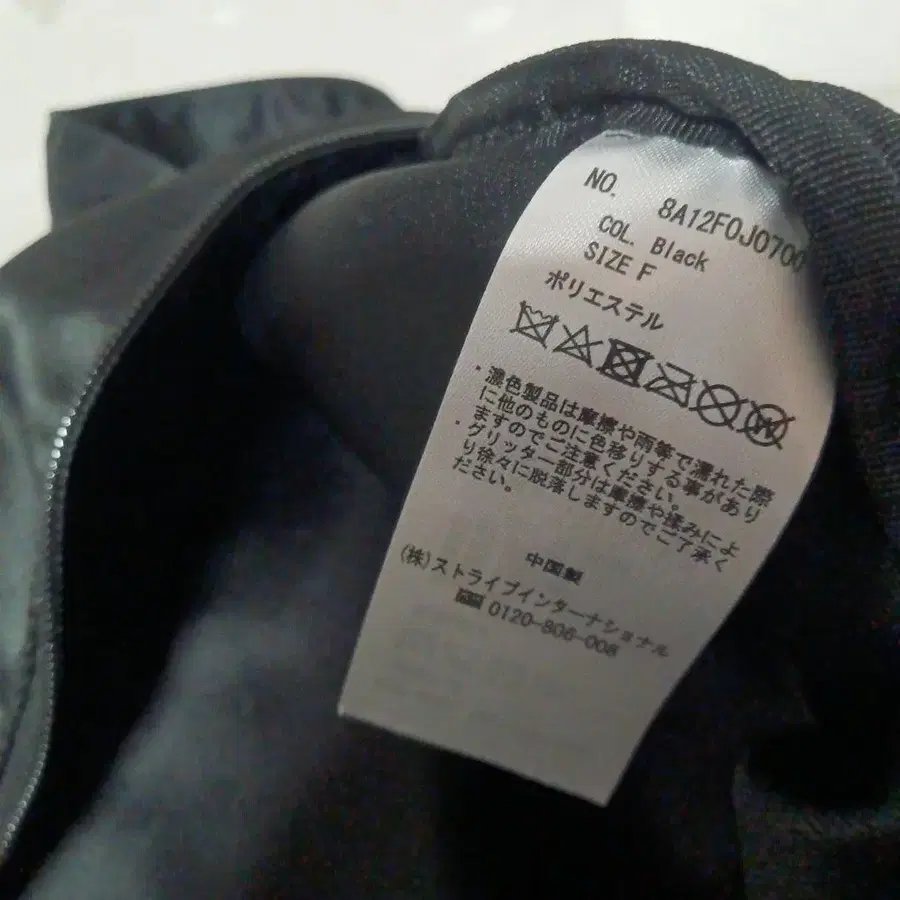 NO. 8A12F0J0700
COL. Black
SIZE F
ポリエステル
・濃色製品は摩擦や雨等で濡れた際
に他のものに色移りする事があり
ますのでご注意ください。
・グリッター部分は摩擦や揉みによ
り徐々に脱落しますのでご了承く
ださい。
中国製
(株)ストライプインターナショナル
0120-806-008